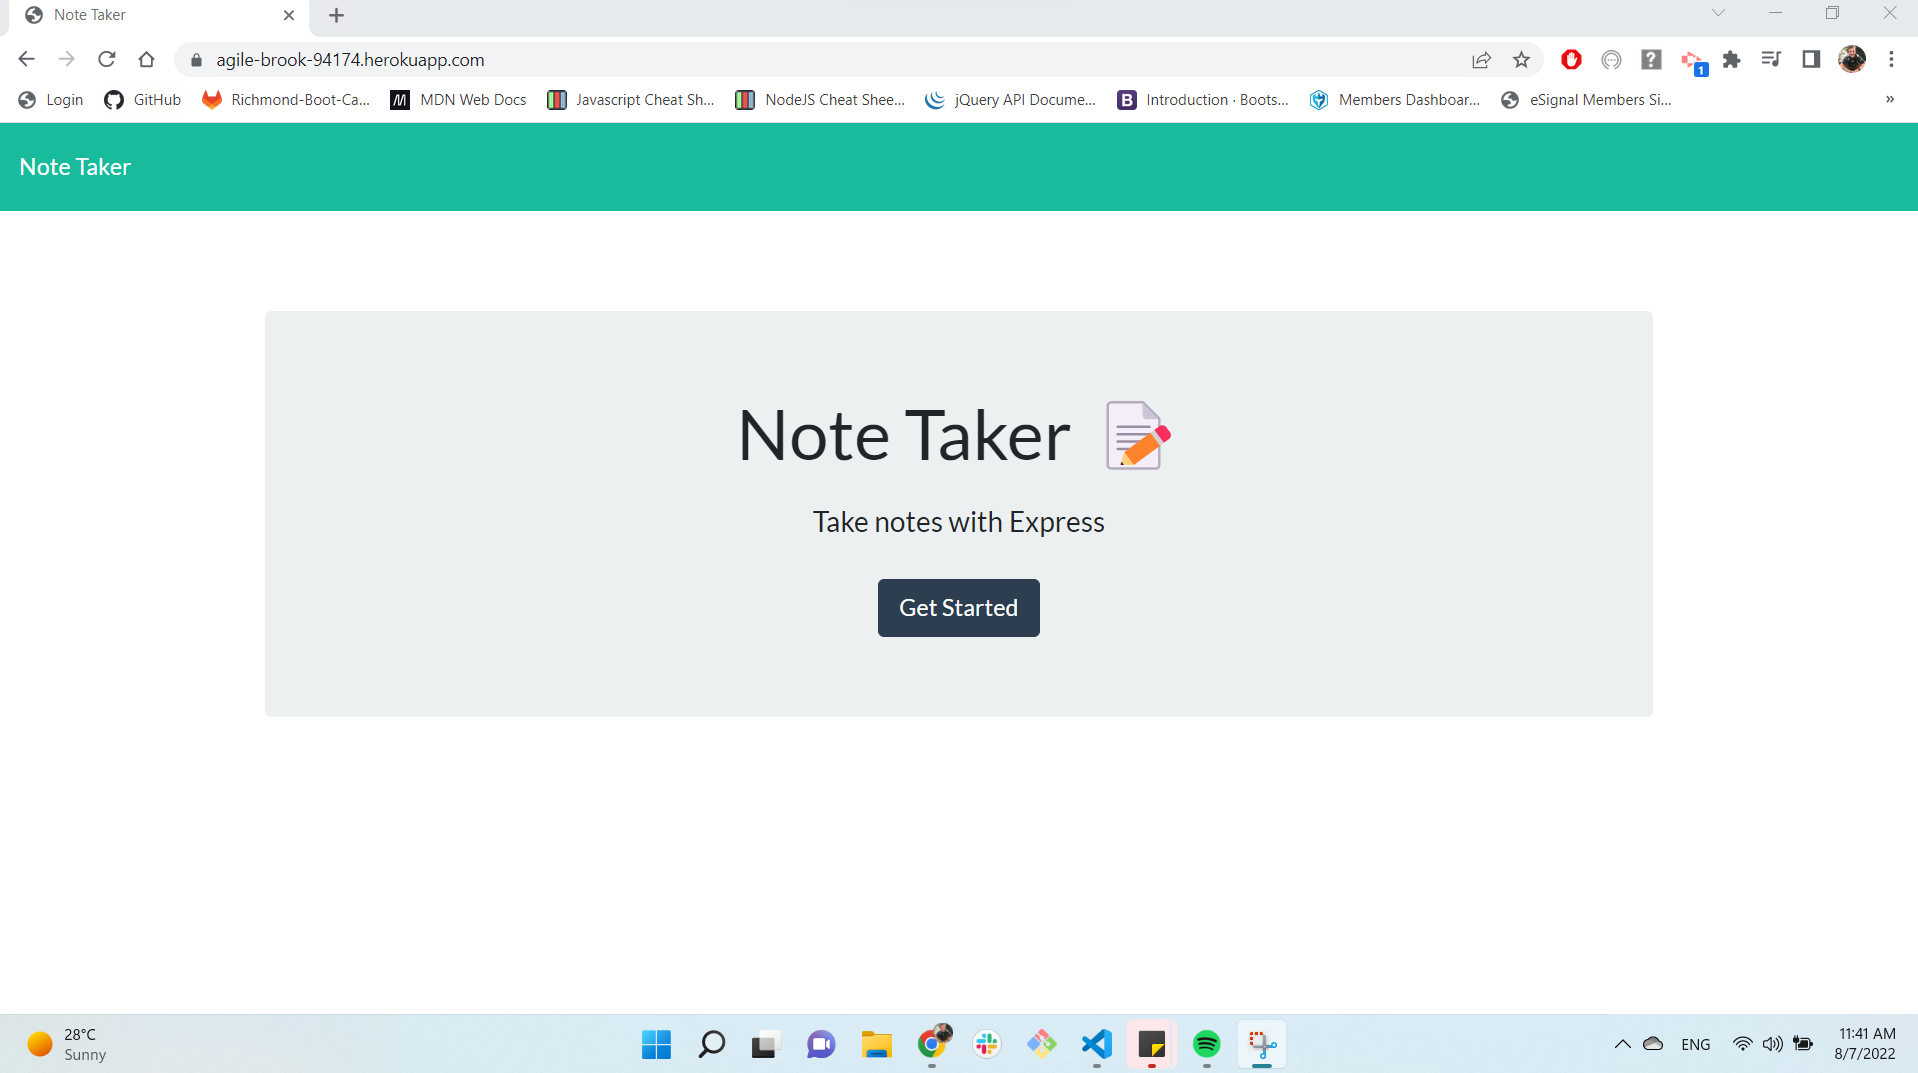 Note Taker
agile-brook-94174.herokuapp.com
1
Login GitHub Richmond-Boot-Ca... MDN Web Docs Javascript Cheat Sh... NodeJS Cheat Shee... jQuery API Docume... B Introduction · Boots... Members Dashboar... eSignal Members Si... »
Note Taker
Note Taker
Take notes with Express
Get Started
28°C
Sunny
ENG
11:41 AM
8/7/2022